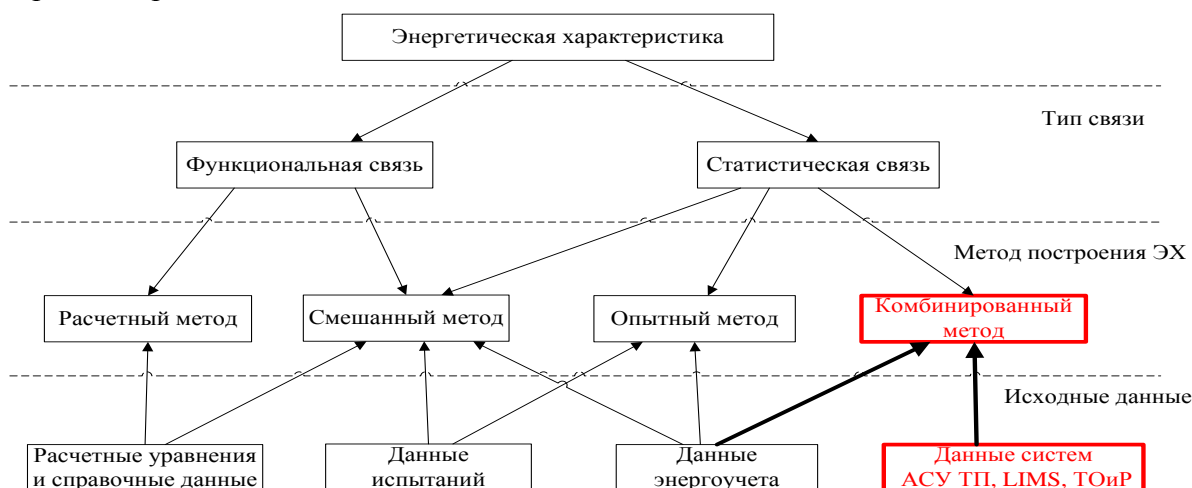 Энергетическая характеристика
Тип связи
Функциональная связь
Статистическая связь
Метод построения ЭХ
Расчетный метод
Смешанный метод
Опытный метод
Комбинированный
метод
Исходные данные
Расчетные уравнения
и справочные данные
Данные
испытаний
Данные
энергоучета
Данные систем
АСУ ТП, LIMS, ТОиР